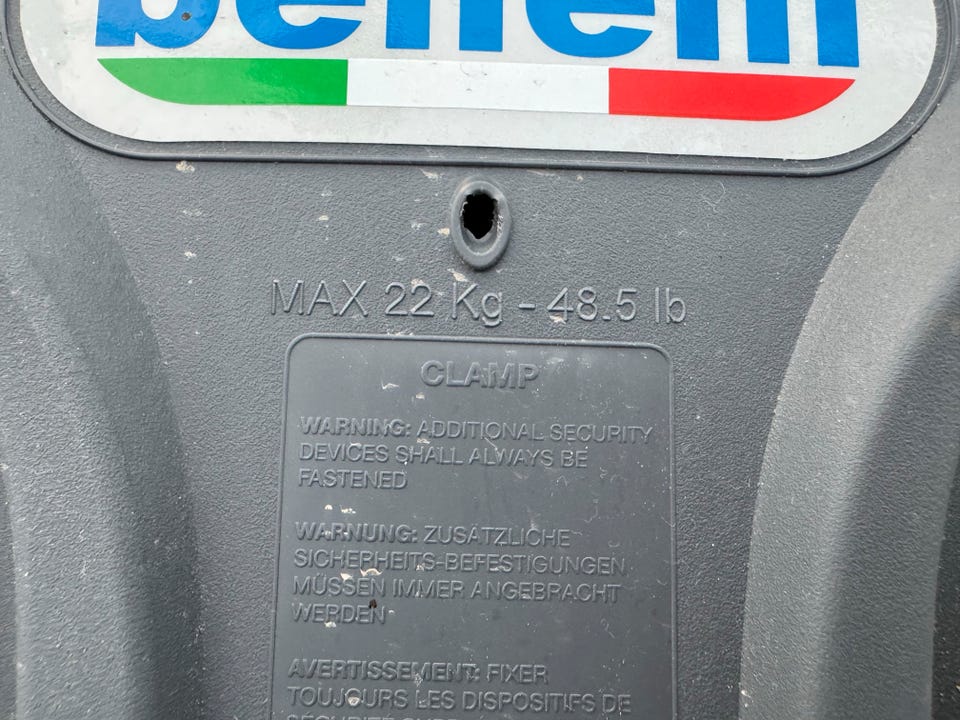 benelli
MAX 22 Kg - 48.5 lb
CLAMP
WARNING: ADDITIONAL SECURITY
DEVICES SHALL ALWAYS BE
FASTENED
WARNUNG: ZUSÄTZLICHE
SICHERHEITS-BEFESTIGUNGEN
MÜSSEN IMMER ANGEBRACHT
WERDEN
AVERTISSEMENT: FIXER
TOUJOURS LES DISPOSITIFS DE